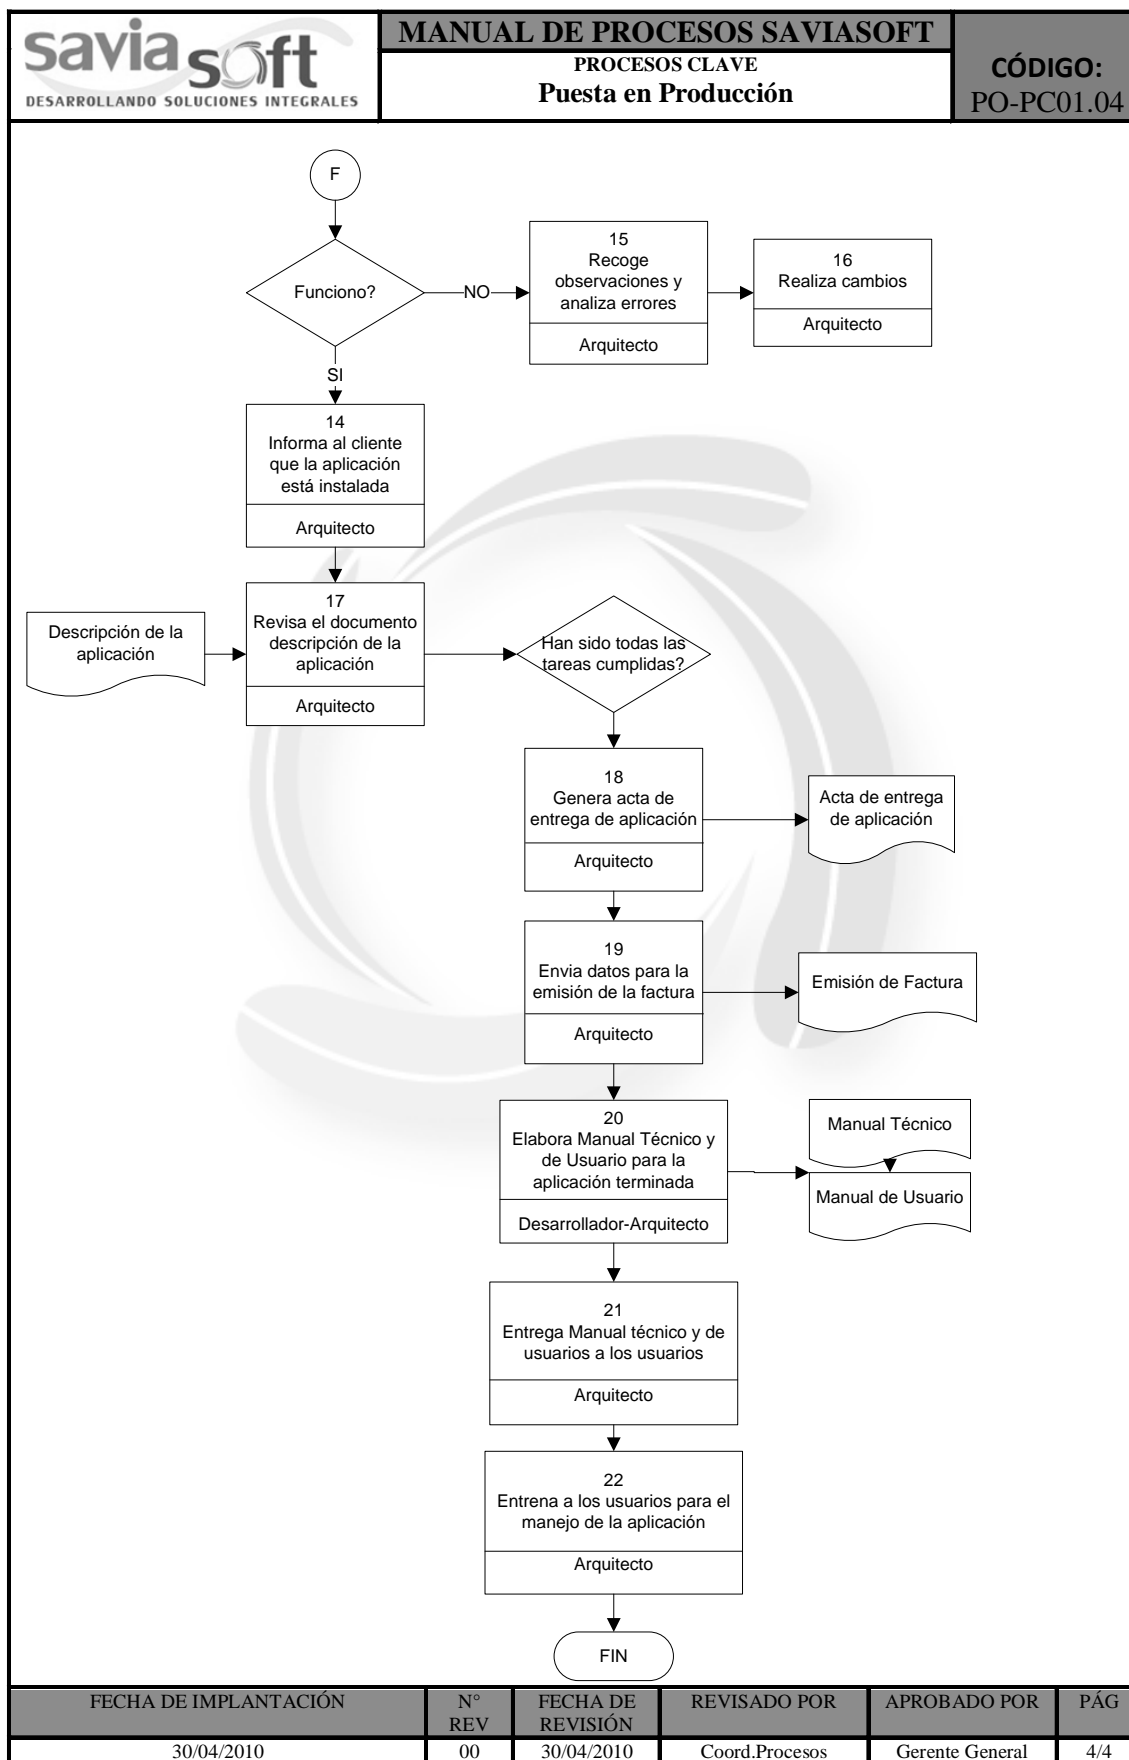 savia soft
DESARROLLANDO SOLUCIONES INTEGRALES
MANUAL DE PROCESOS SAVIASOFT
PROCESOS CLAVE
Puesta en Producción
CÓDIGO:
PO-PC01.04
F
Funciono?
NO
15
Recoge
observaciones y
analiza errores
Arquitecto
16
Realiza cambios
Arquitecto
SI
14
Informa al cliente
que la aplicación
está instalada
Arquitecto
Descripción de la
aplicación
17
Revisa el documento
descripción de la
aplicación
Arquitecto
Han sido todas las
tareas cumplidas?
18
Genera acta de
entrega de aplicación
Arquitecto
Acta de entrega
de aplicación
19
Envia datos para la
emisión de la factura
Arquitecto
Emisión de Factura
20
Elabora Manual Técnico y
de Usuario para la
aplicación terminada
Desarrollador-Arquitecto
Manual Técnico
Manual de Usuario
21
Entrega Manual técnico y de
usuarios a los usuarios
Arquitecto
22
Entrena a los usuarios para el
manejo de la aplicación
Arquitecto
FIN
FECHA DE IMPLANTACIÓN
N°
REV
FECHA DE
REVISIÓN
REVISADO POR
APROBADO POR
PÁG
30/04/2010
00
30/04/2010
Coord.Procesos
Gerente General
4/4